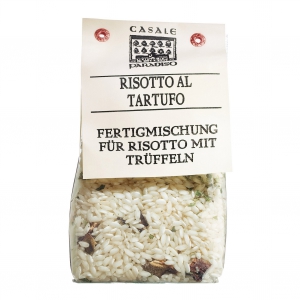 CASALE
PARADISO
RISOTTO AL
TARTUFO
FERTIGMISCHUNG
FÜR RISOTTO MIT
TRÜFFELN